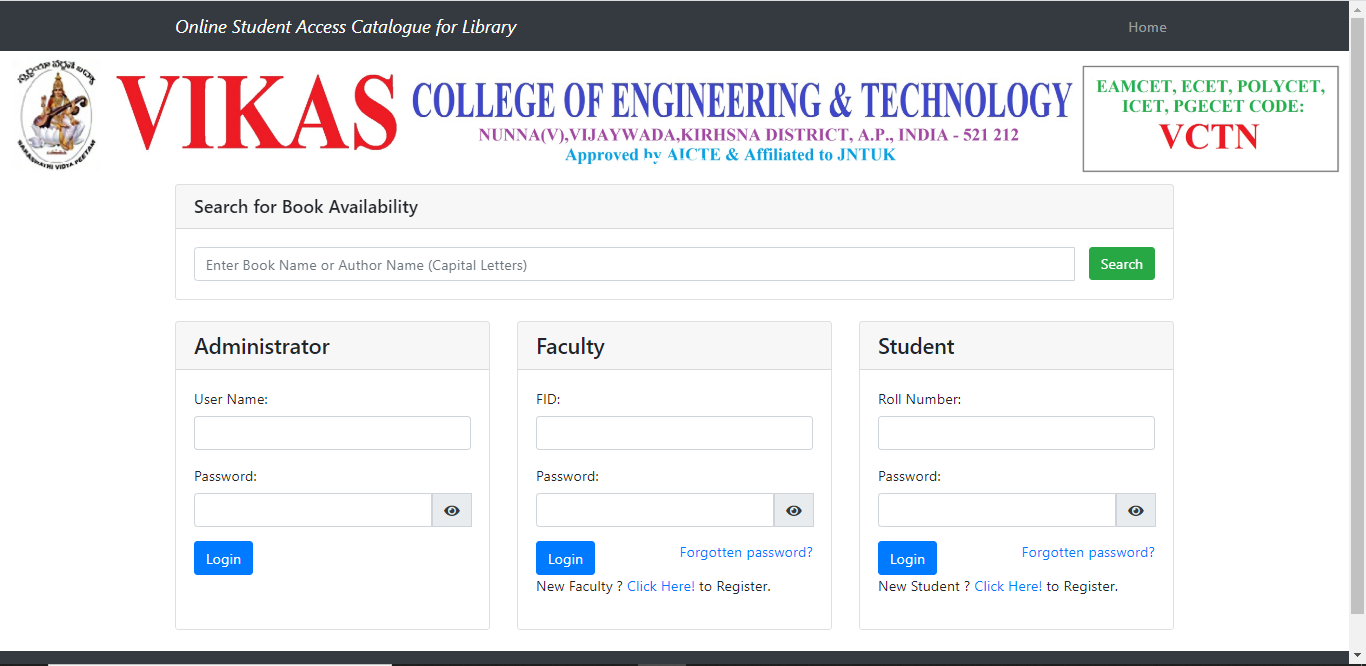 Online Student Access Catalogue for Library
Home
VIKAS COLLEGE OF ENGINEERING & TECHNOLOGY
NUNNA(V),VIJAYWADA,KIRHSNA DISTRICT, A.P., INDIA - 521 212
Approved by AICTE & Affiliated to JNTUK
SARASWATHI VIDYA PEETAM
EAMCET, ECET, POLYCET,
ICET, PGECET CODE:
VCTN
Search for Book Availability
Enter Book Name or Author Name (Capital Letters)
Search
Administrator
User Name:
Password:
Login
Faculty
FID:
Password:
Login
Forgotten password?
New Faculty ? Click Here! to Register.
Student
Roll Number:
Password:
Login
Forgotten password?
New Student ? Click Here! to Register.